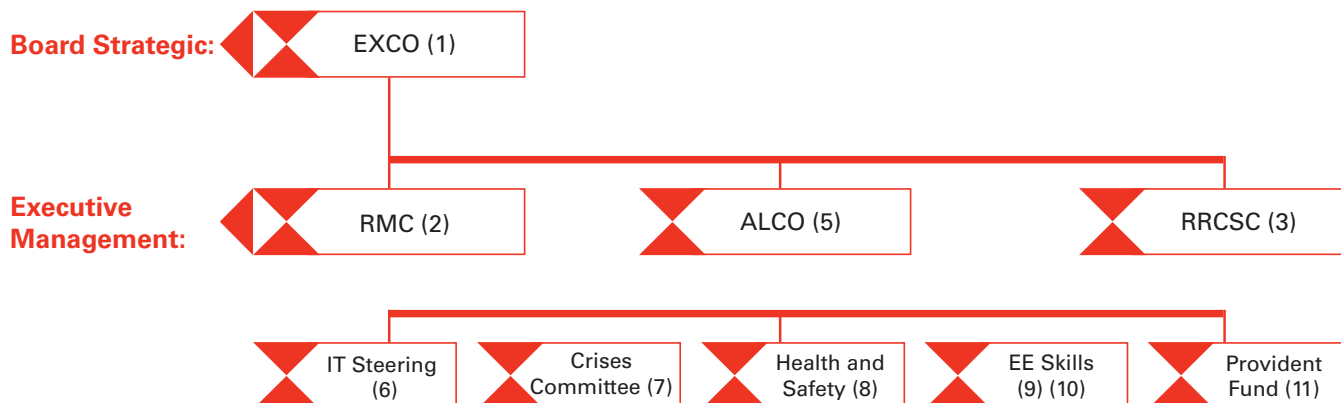 Board Strategic:
EXCO (1)
Executive
Management:
RMC (2)
ALCO (5)
RRCSC (3)
IT Steering
(6)
Crises
Committee (7)
Health and
Safety (8)
EE Skills
(9) (10)
Provident
Fund (11)